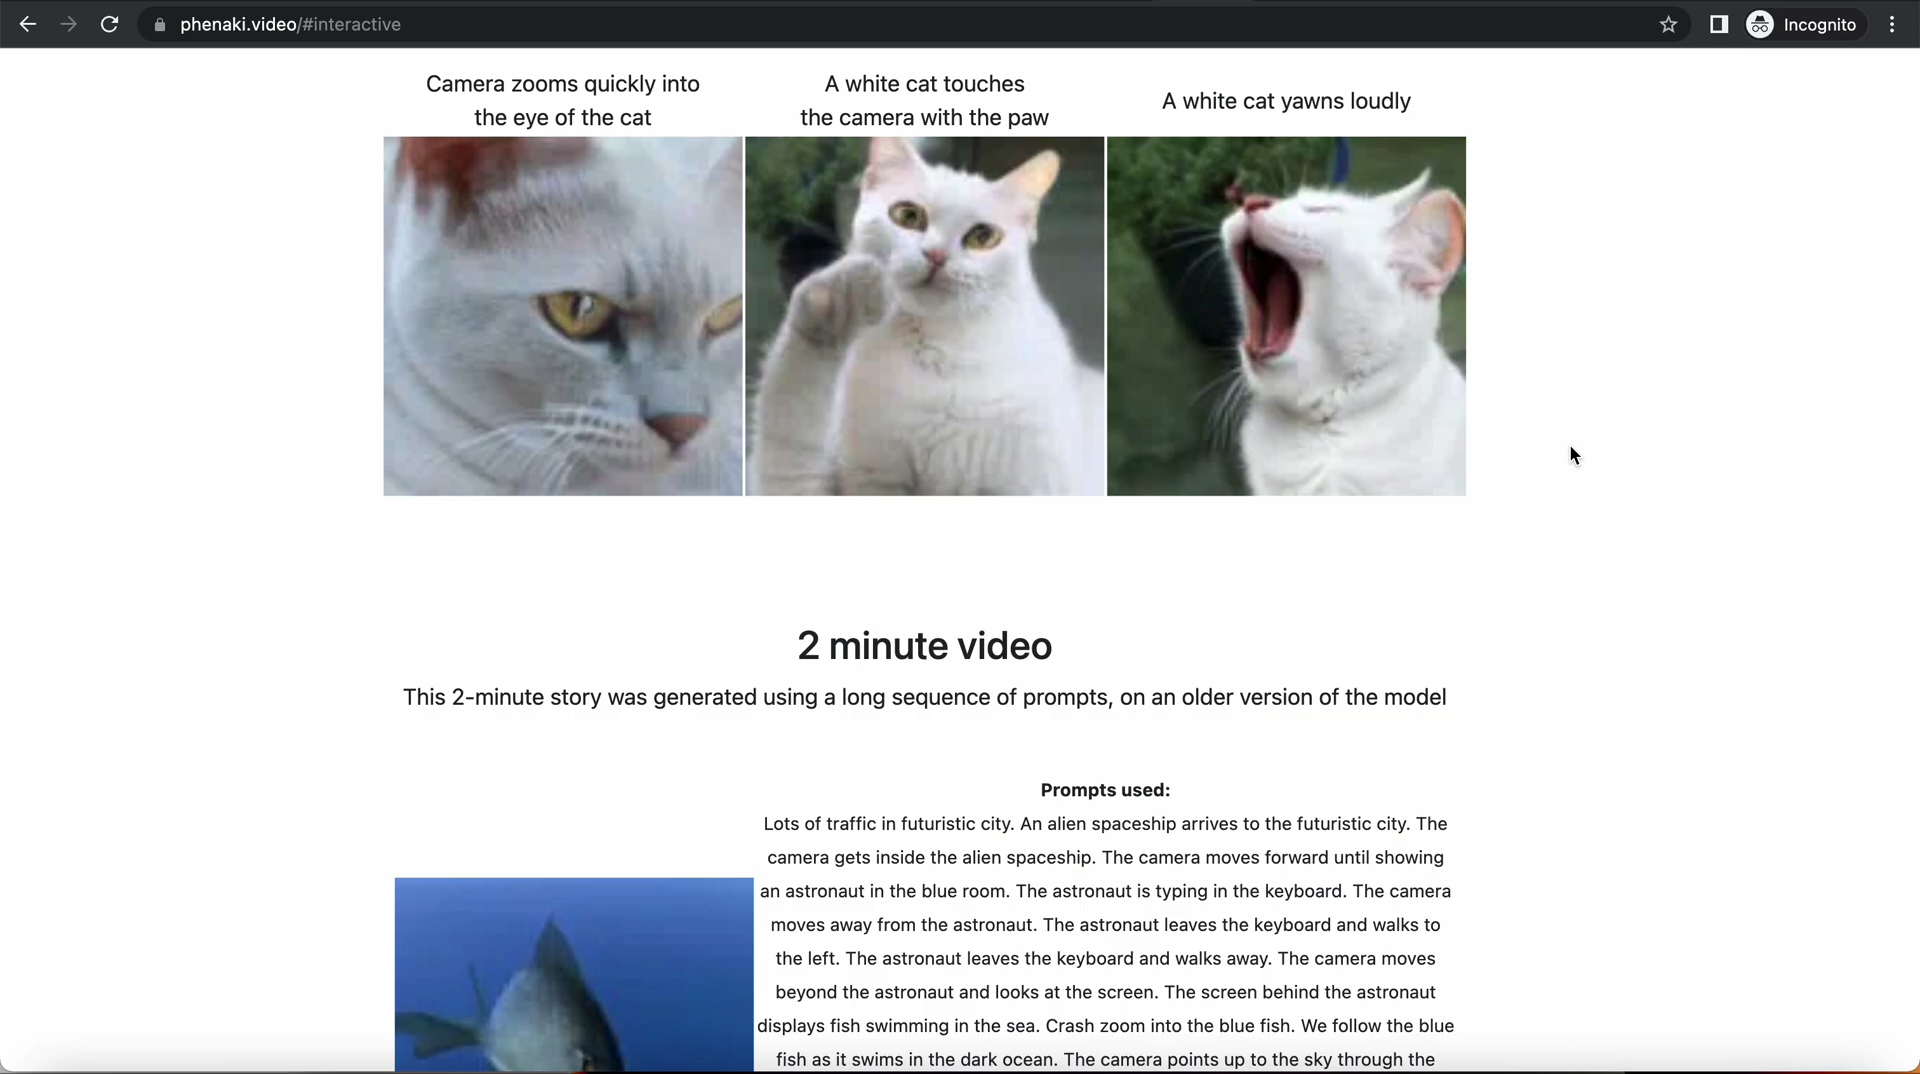 phenaki.video/#interactive
Incognito
Camera zooms quickly into
the eye of the cat
A white cat touches
the camera with the paw
A white cat yawns loudly
2 minute video
This 2-minute story was generated using a long sequence of prompts, on an older version of the model
Prompts used:
Lots of traffic in futuristic city. An alien spaceship arrives to the futuristic city. The
camera gets inside the alien spaceship. The camera moves forward until showing
an astronaut in the blue room. The astronaut is typing in the keyboard. The camera
moves away from the astronaut. The astronaut leaves the keyboard and walks to
the left. The astronaut leaves the keyboard and walks away. The camera moves
beyond the astronaut and looks at the screen. The screen behind the astronaut
displays fish swimming in the sea. Crash zoom into the blue fish. We follow the blue
fish as it swims in the dark ocean. The camera points up to the sky through the